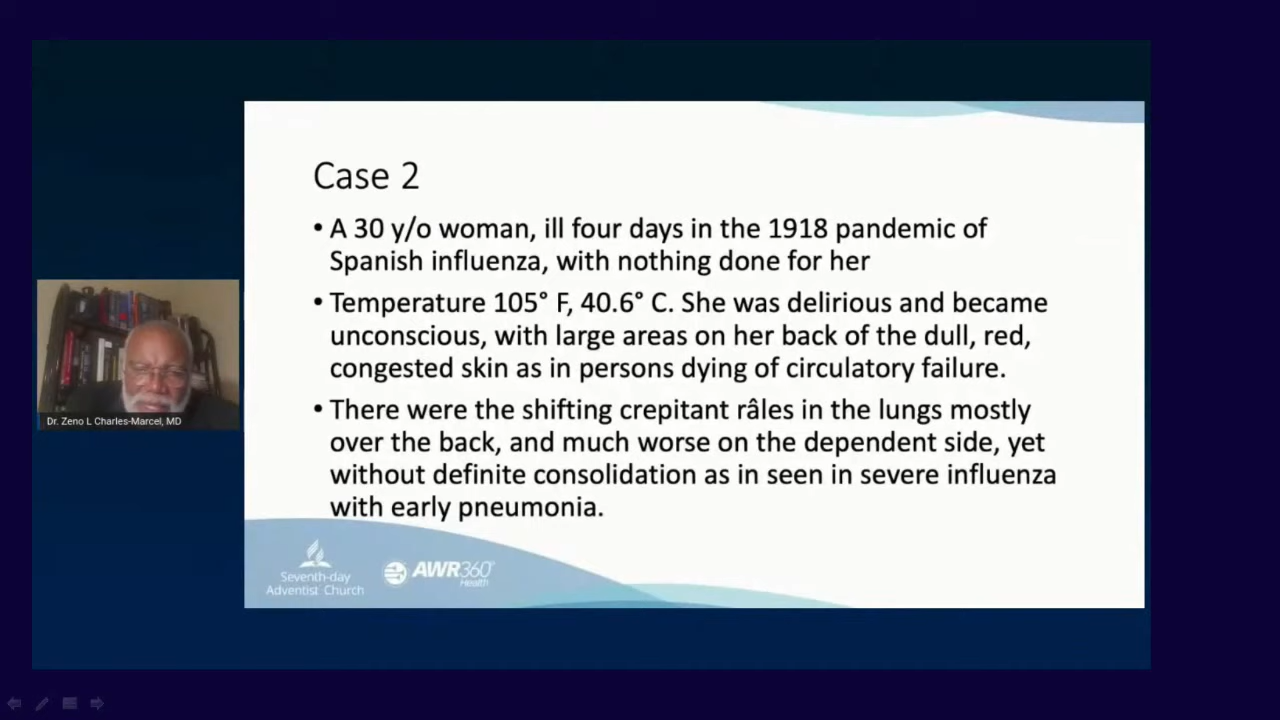 Case 2
• A 30 y/o woman, ill four days in the 1918 pandemic of
Spanish influenza, with nothing done for her
• Temperature 105° F, 40.6° C. She was delirious and became
unconscious, with large areas on her back of the dull, red,
congested skin as in persons dying of circulatory failure.
• There were the shifting crepitant râles in the lungs mostly
over the back, and much worse on the dependent side, yet
without definite consolidation as in seen in severe influenza
with early pneumonia.
Dr. Zeno L Charles-Marcel, MD
Seventh-day
Adventist Church
AWR360°
Health